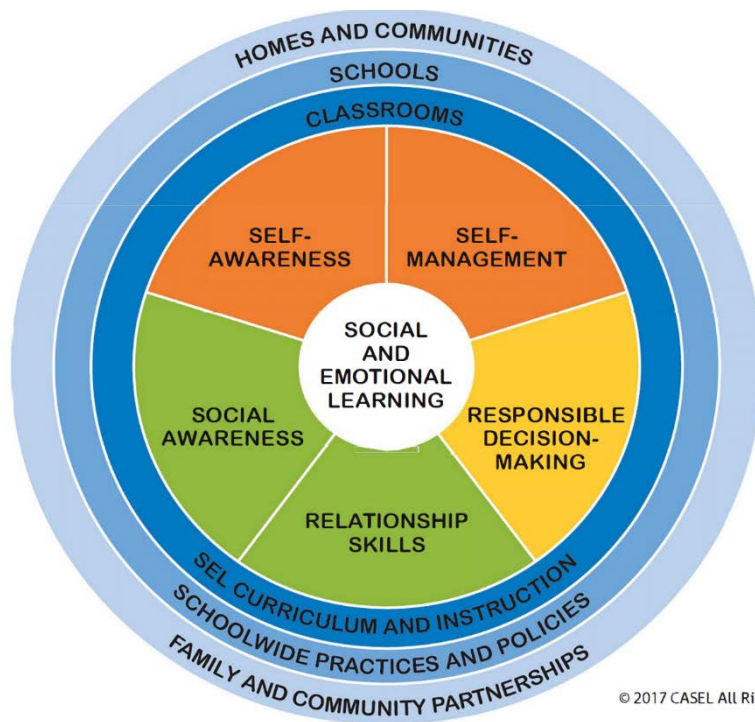 HOMES AND COMMUNITIES
SCHOOLS
CLASSROOMS
SELF-
AWARENESS
SELF-
MANAGEMENT
SOCIAL
AND
EMOTIONAL
LEARNING
SOCIAL
AWARENESS
RESPONSIBLE
DECISION-
MAKING
RELATIONSHIP
SKILLS
SEL CURRICULUM AND INSTRUCTION
SCHOOLWIDE PRACTICES AND POLICIES
FAMILY AND COMMUNITY PARTNERSHIPS
© 2017 CASEL All Ri